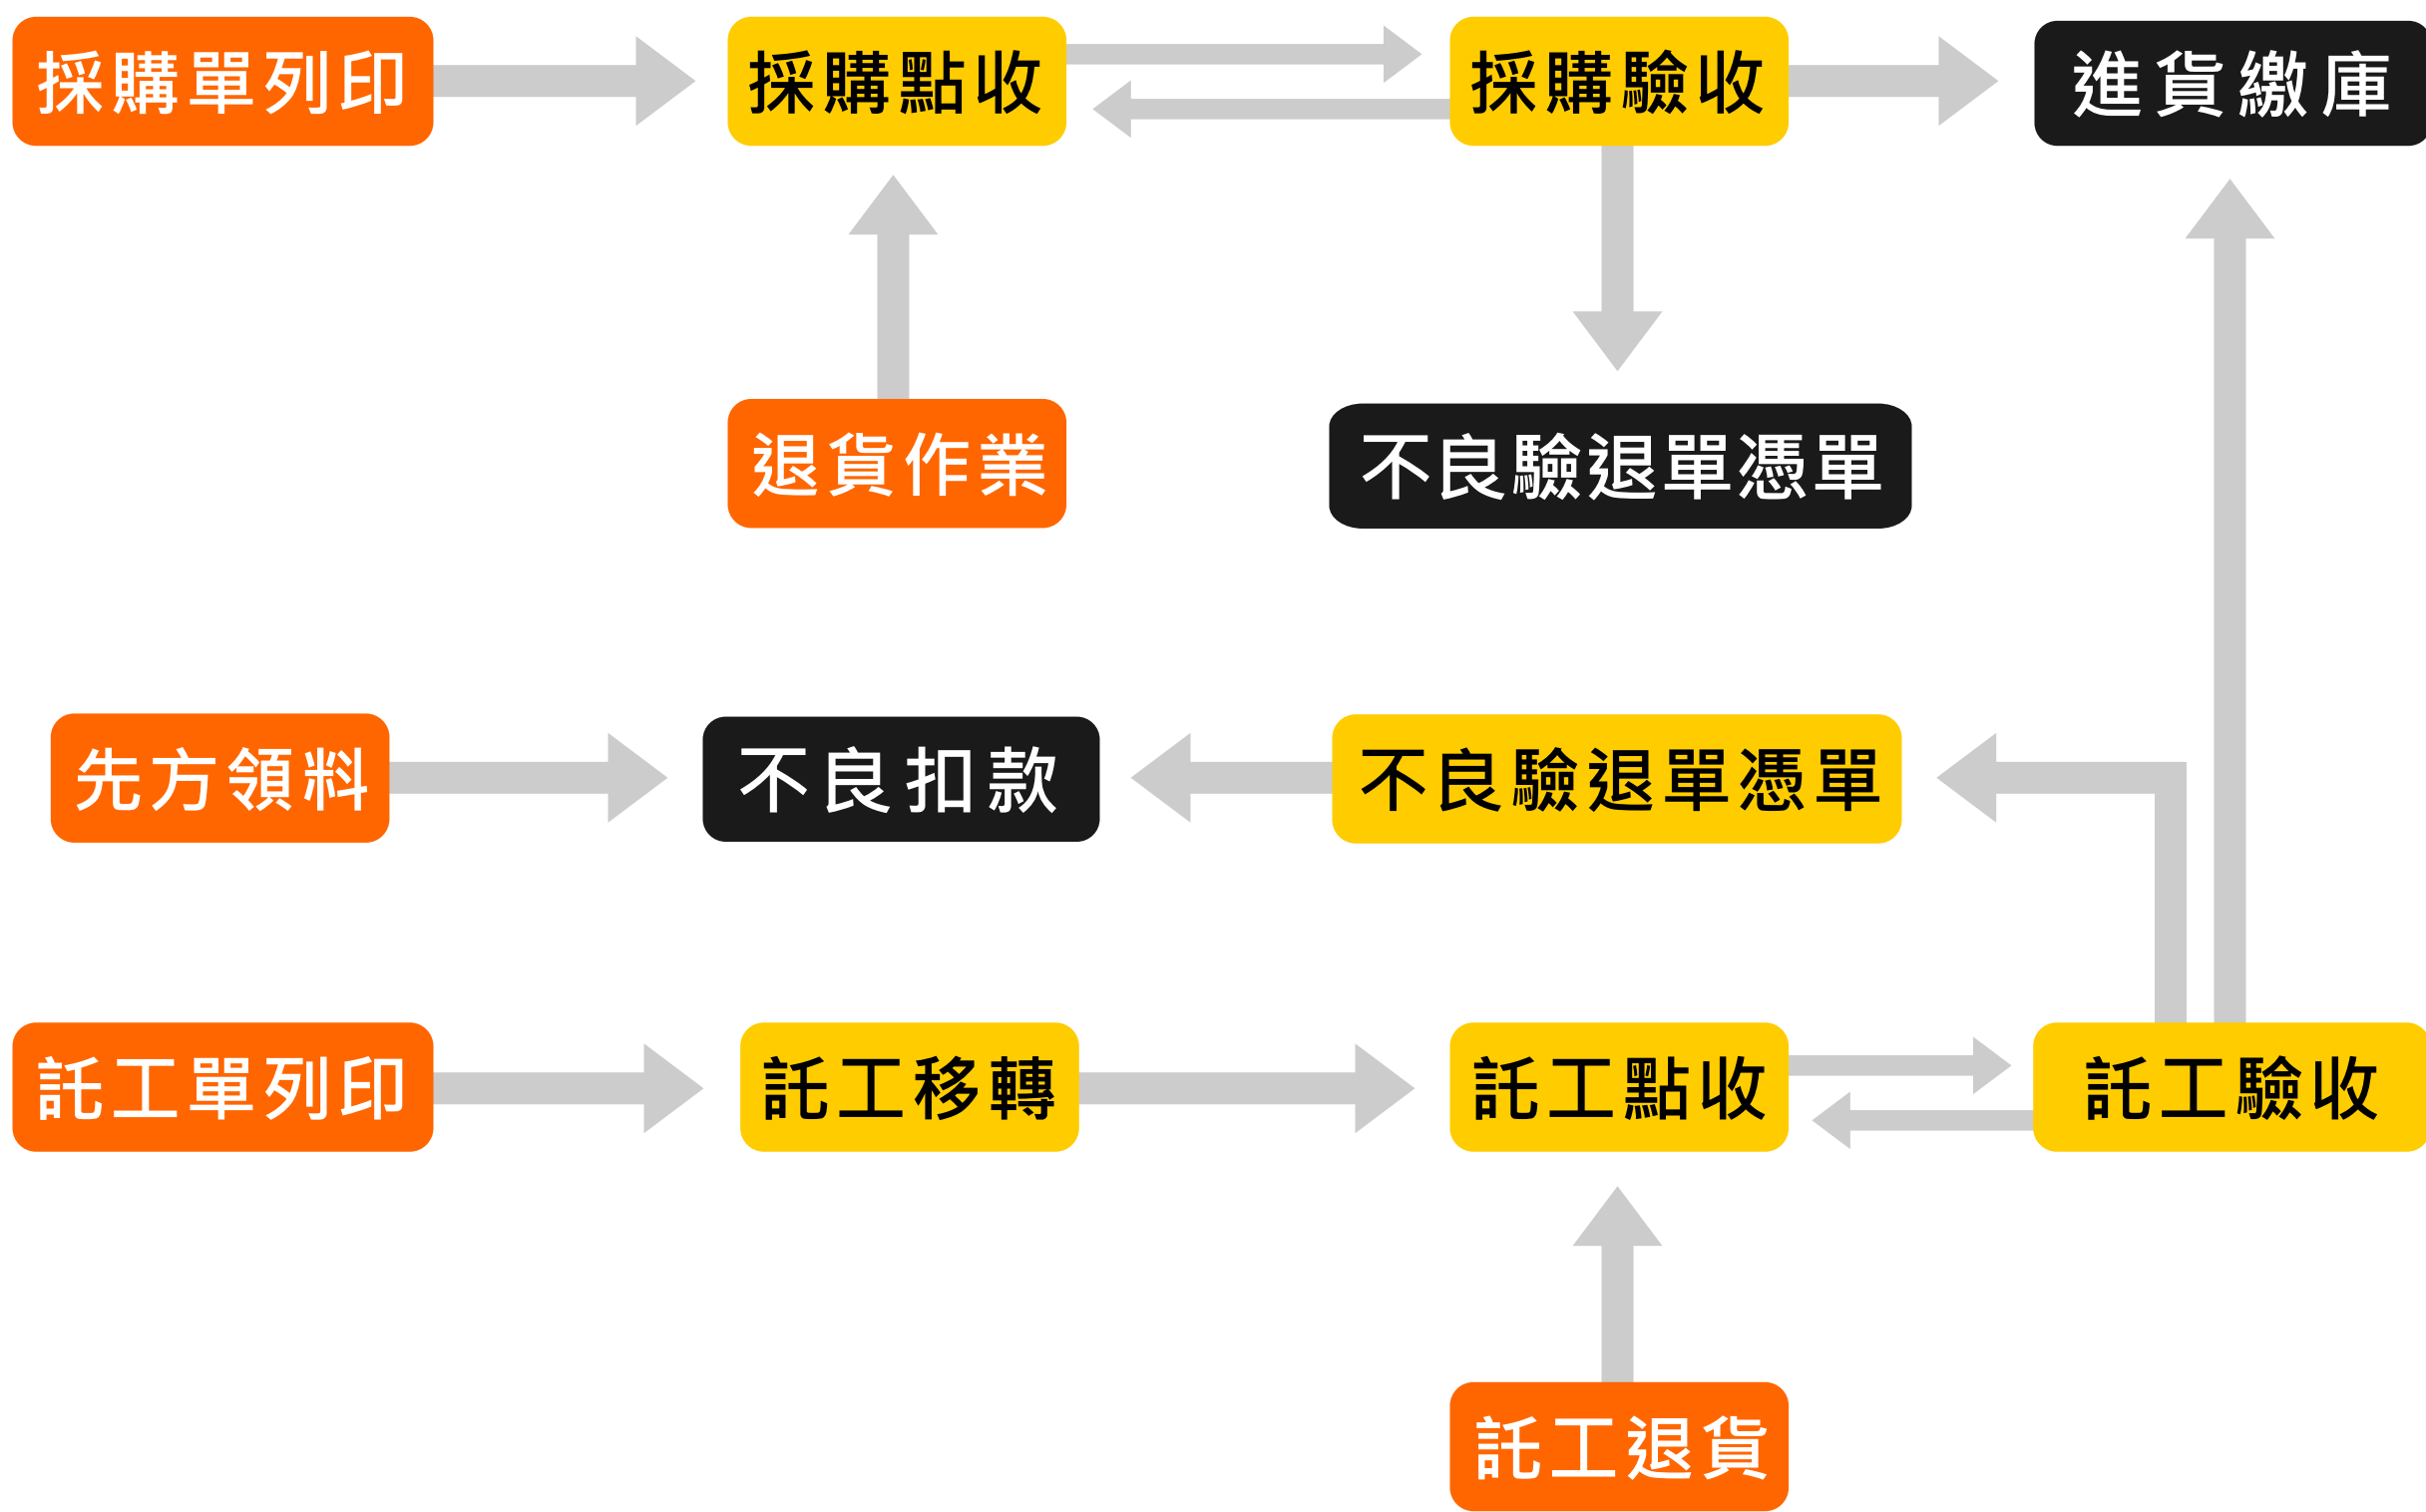 採購單列印
採購點收
採購驗收
進貨繳庫
退貨作業
不良驗退單單
先方秏料
不良扣款
不良驗退單單
託工單列印
託工移轉
託工點收
託工驗收
託工退貨